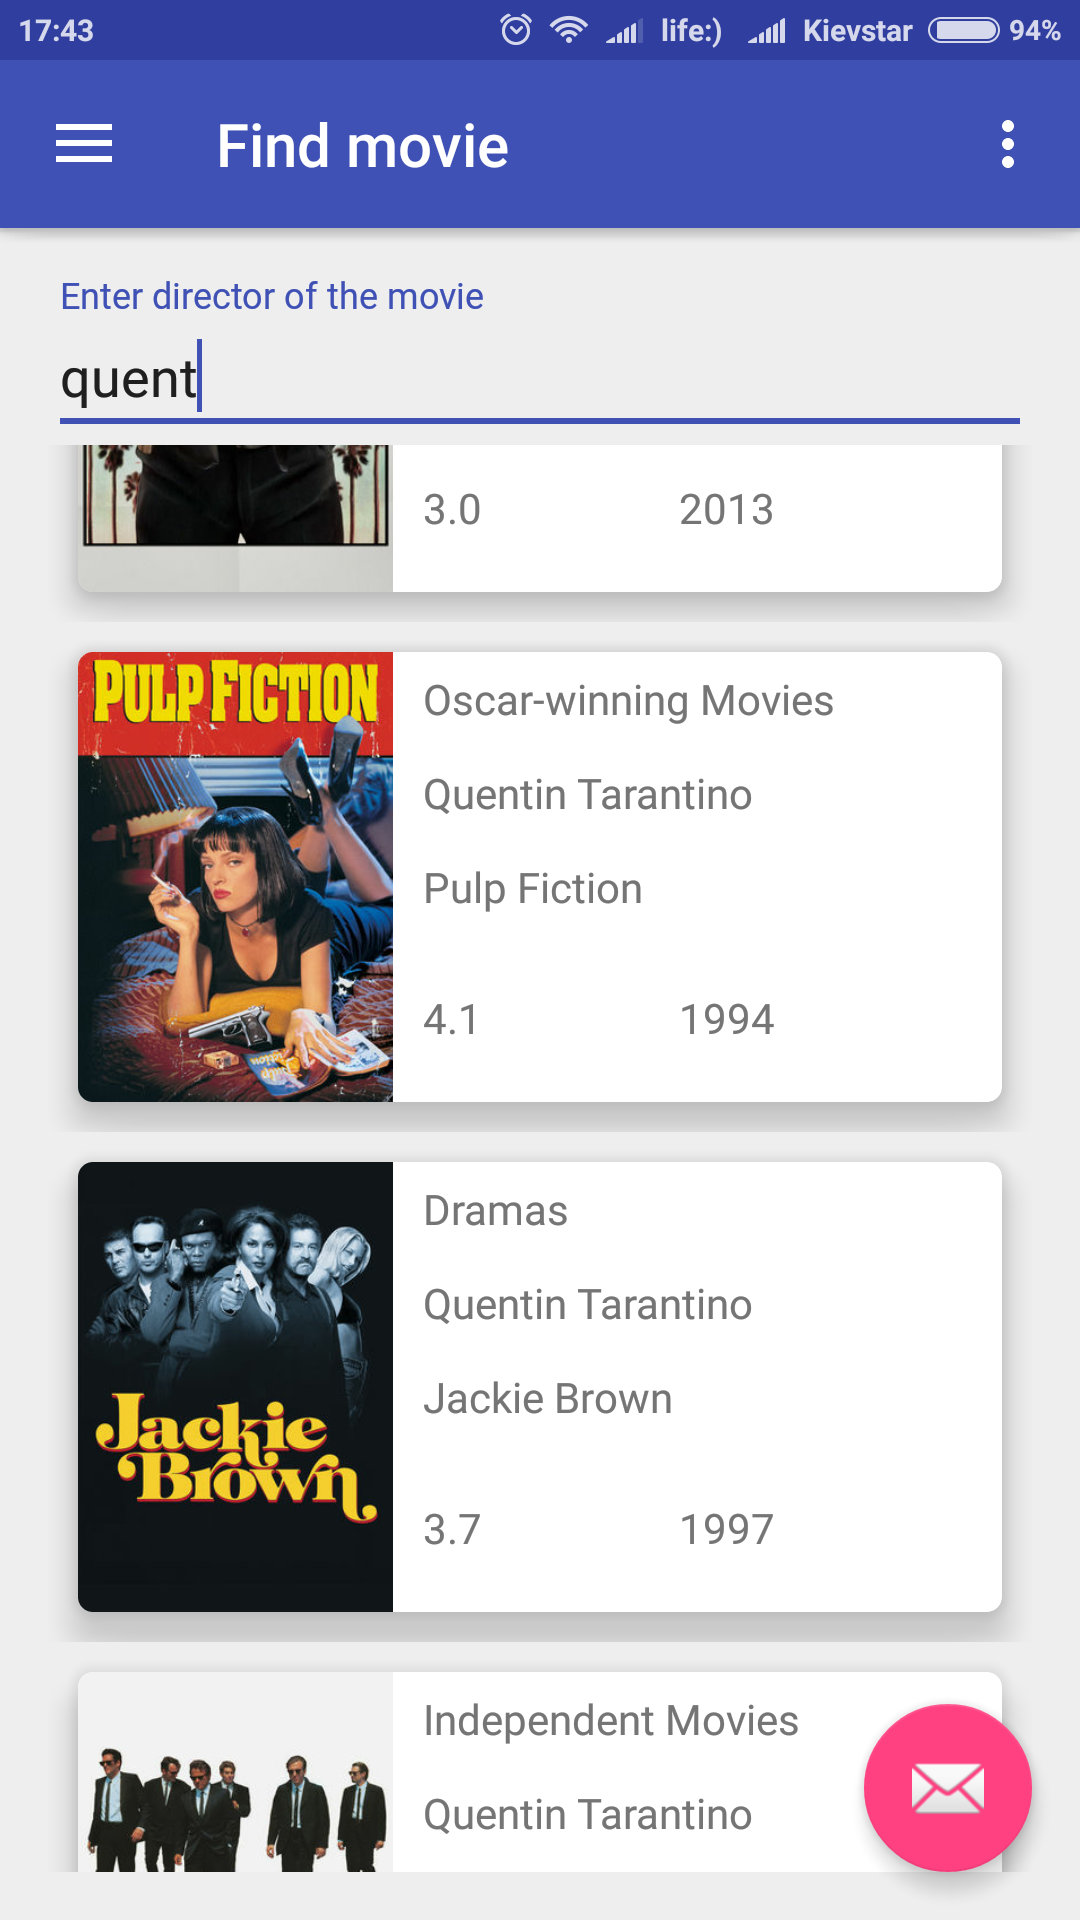 17:43 life:) Kievstar 94%
Find movie
Enter director of the movie
quent
3.0 2013
PULP FICTION
Oscar-winning Movies
Quentin Tarantino
Pulp Fiction
4.1 1994
Jackie
Brown
Dramas
Quentin Tarantino
Jackie Brown
3.7 1997
Independent Movies
Quentin Tarantino